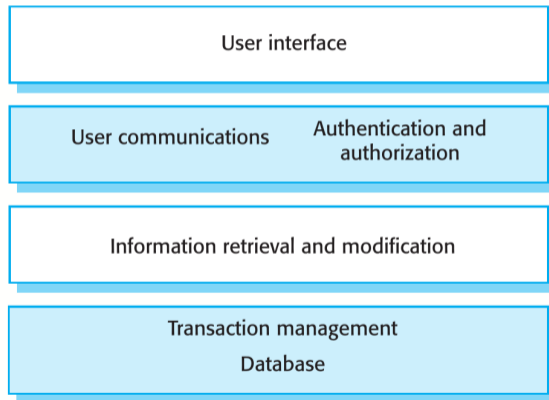 User interface
User communications
Authentication and
authorization
Information retrieval and modification
Transaction management
Database